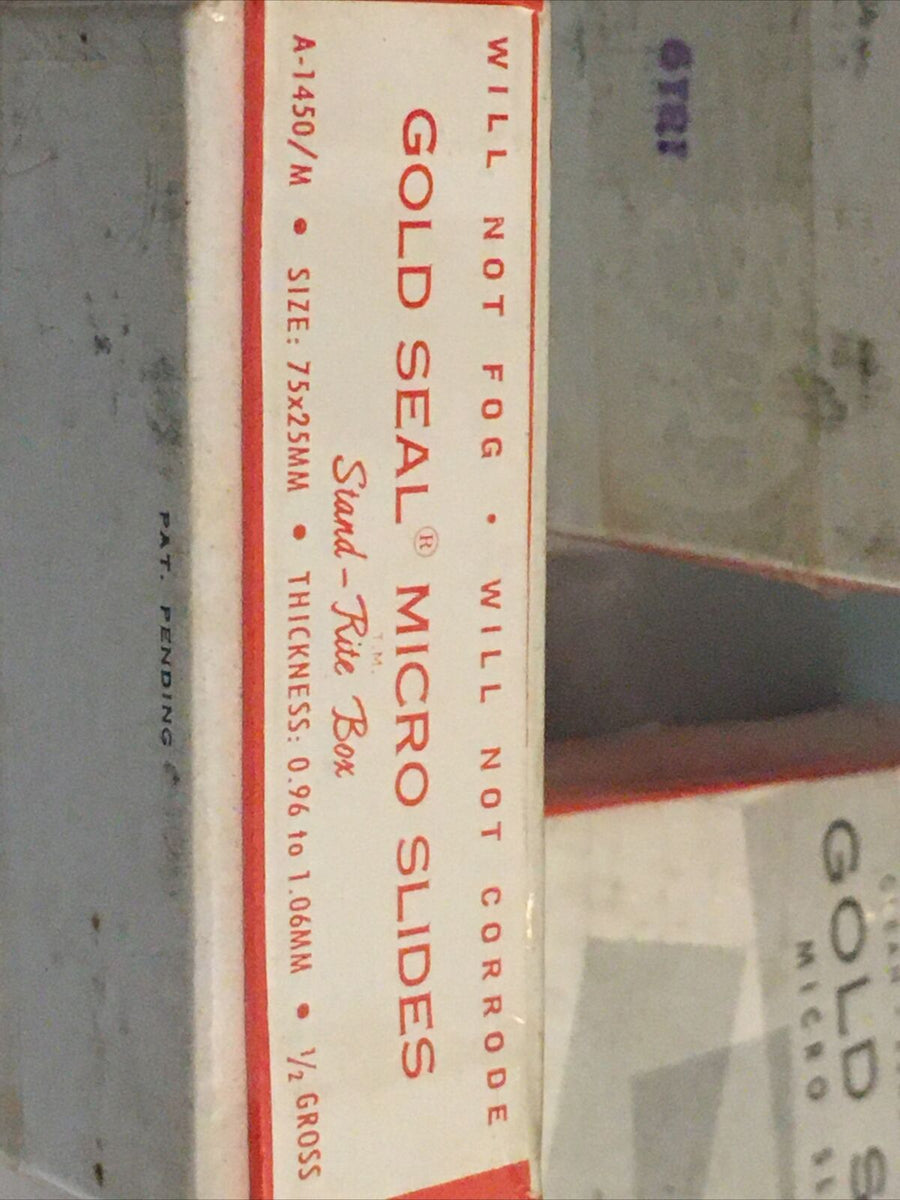 WILL NOT FOG • WILL NOT CORRODE
GOLD SEAL® MICRO SLIDES
T.M.
Stand-Rite Box
A-1450/M • SIZE: 75x25MM • THICKNESS: 0.96 to 1.06MM • 1/2 GROSS
PAT. PENDING
GOLD S
MICRO